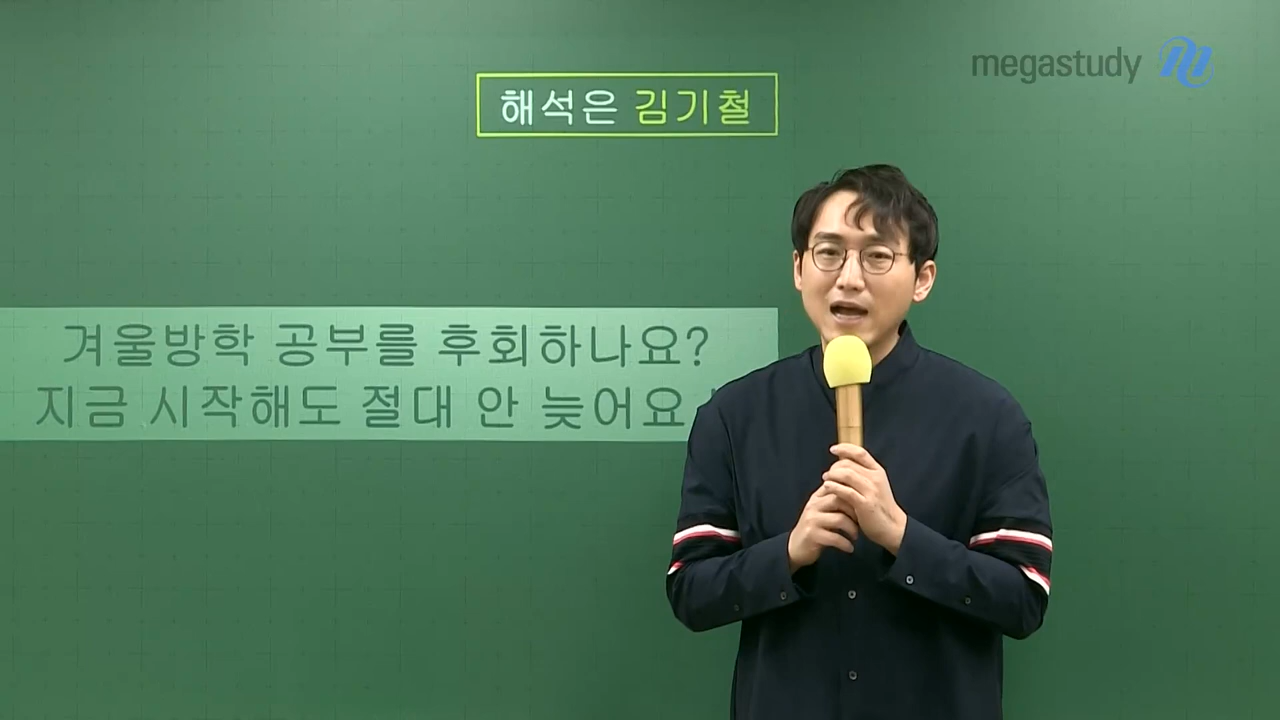 megastudy
해석은 김기철
겨울방학 공부를 후회하나요?
지금 시작해도 절대 안 늦어요